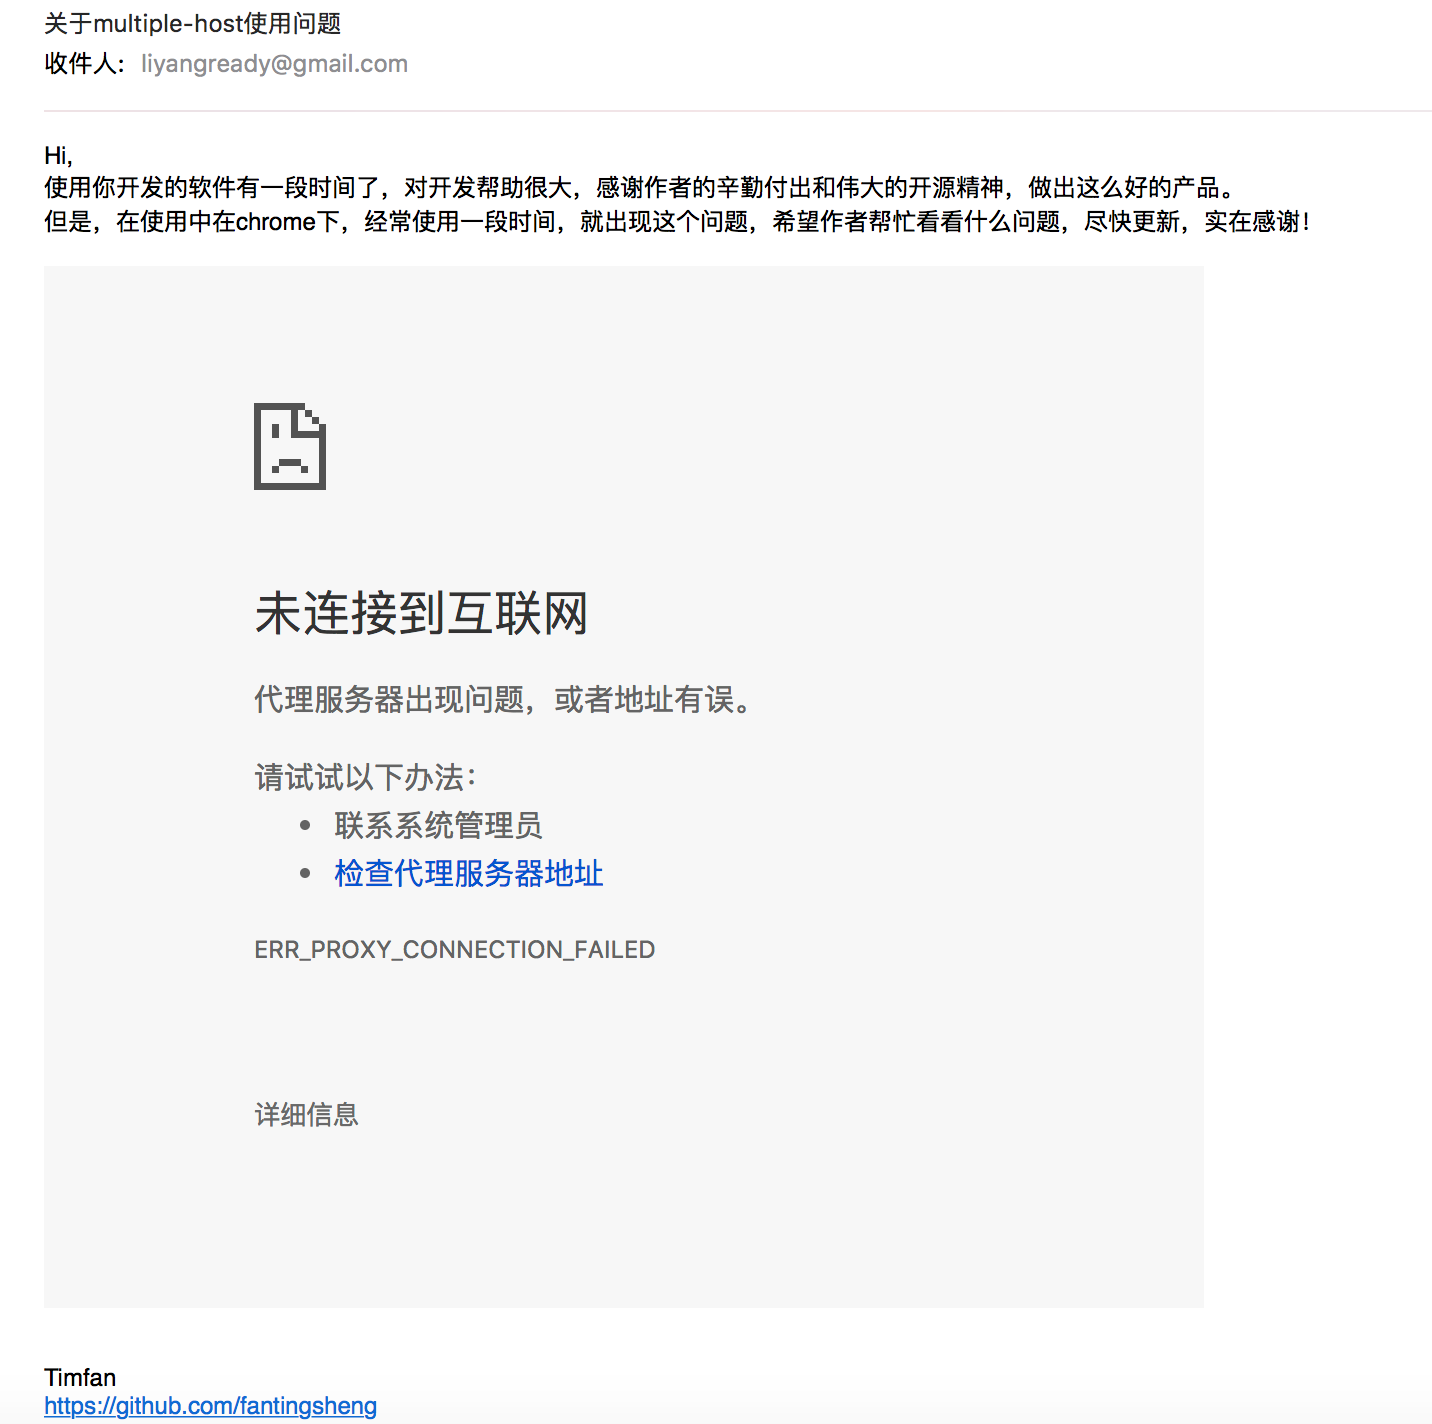 关于multiple-host使用问题
收件人： liyangready@gmail.com
Hi,
使用你开发的软件有一段时间了，对开发帮助很大，感谢作者的辛勤付出和伟大的开源精神，做出这么好的产品。
但是，在使用中在chrome下，经常使用一段时间，就出现这个问题，希望作者帮忙看看什么问题，尽快更新，实在感谢！
未连接到互联网
代理服务器出现问题，或者地址有误。
请试试以下办法：
• 联系系统管理员
• 检查代理服务器地址
ERR_PROXY_CONNECTION_FAILED
详细信息
Timfan
https://github.com/fantingsheng